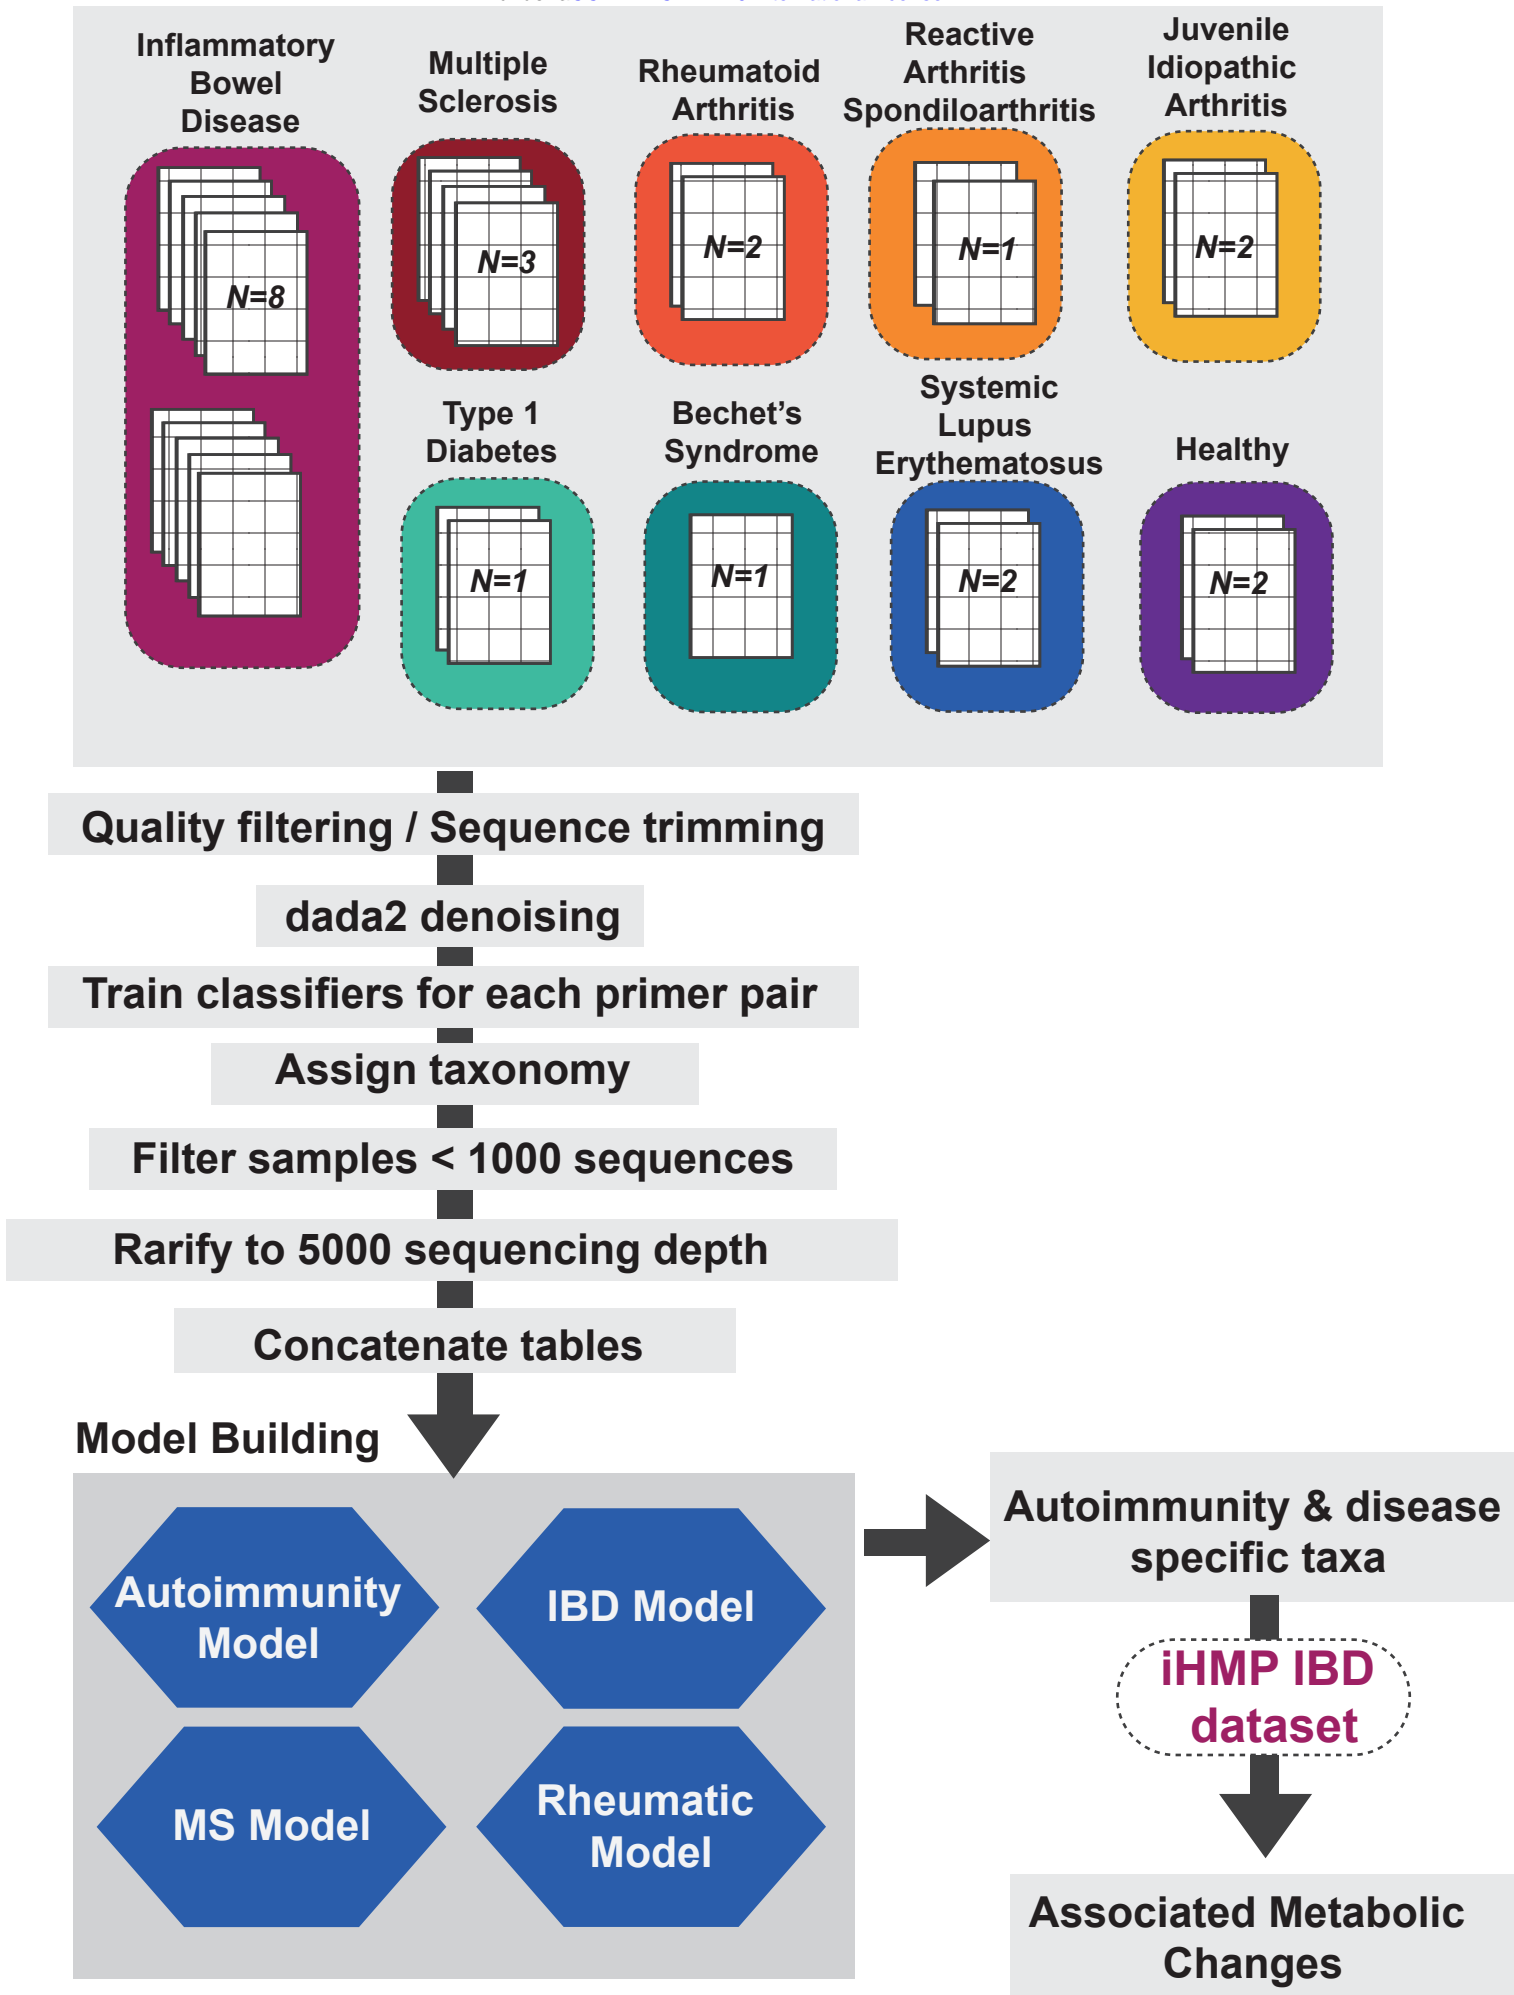 Inflammatory
Bowel
Disease
Multiple
Sclerosis
Rheumatoid
Arthritis
Reactive
Arthritis
Spondiloarthritis
Juvenile
Idiopathic
Arthritis
N=8
N=3
N=2
N=1
N=2
Type 1
Diabetes
Bechet's
Syndrome
Systemic
Lupus
Erythematosus
Healthy
N=1
N=1
N=2
N=2
Quality filtering / Sequence trimming
dada2 denoising
Train classifiers for each primer pair
Assign taxonomy
Filter samples < 1000 sequences
Rarify to 5000 sequencing depth
Concatenate tables
Model Building
Autoimmunity
Model
IBD Model
MS Model
Rheumatic
Model
Autoimmunity & disease
specific taxa
iHMP IBD
dataset
Associated Metabolic
Changes